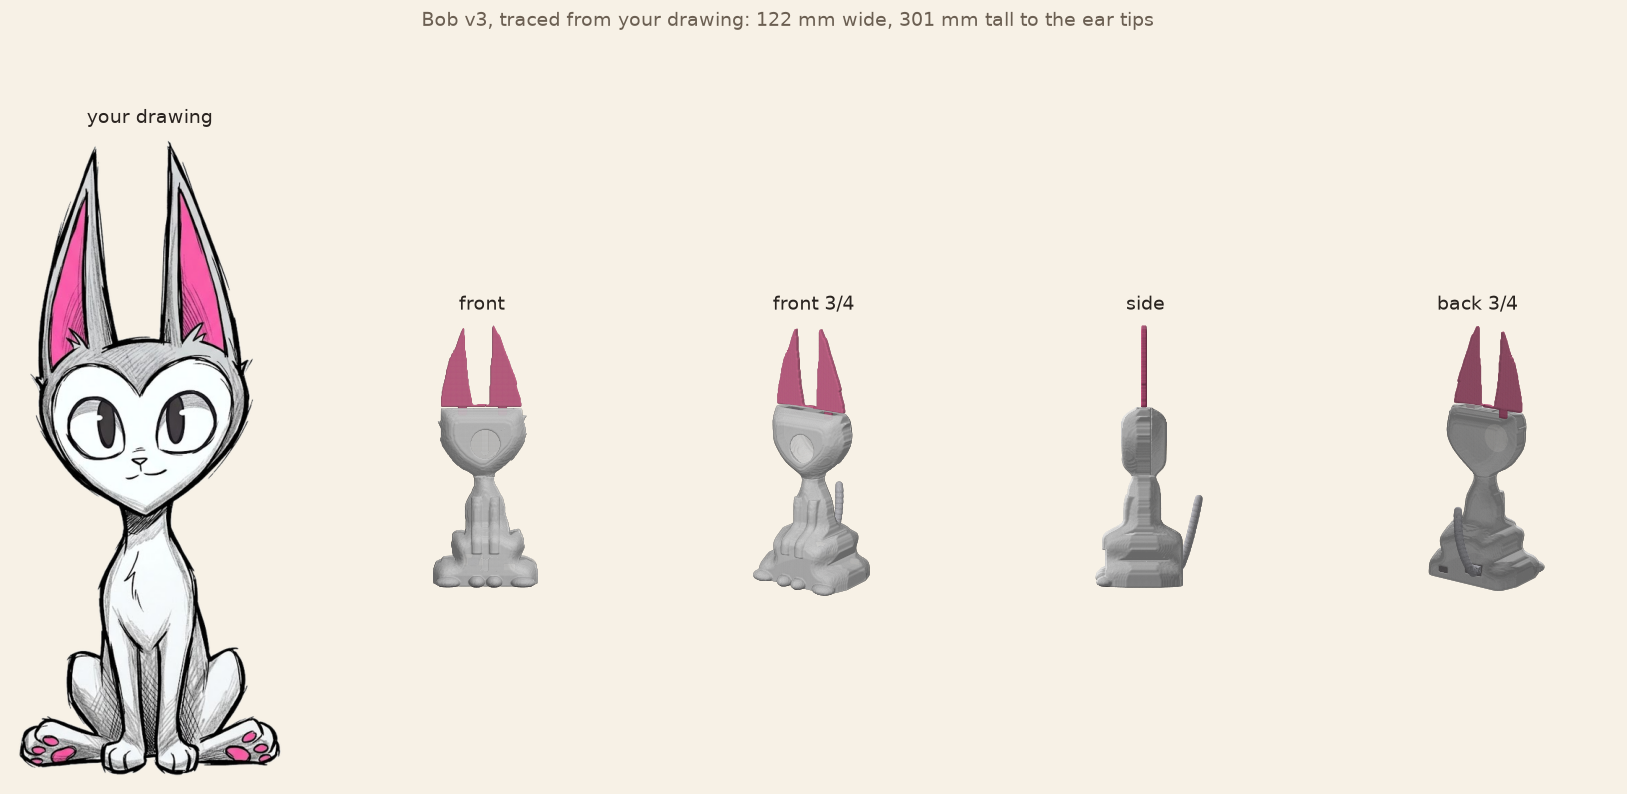 Bob v3, traced from your drawing: 122 mm wide, 301 mm tall to the ear tips
your drawing
front
front 3/4
side
back 3/4